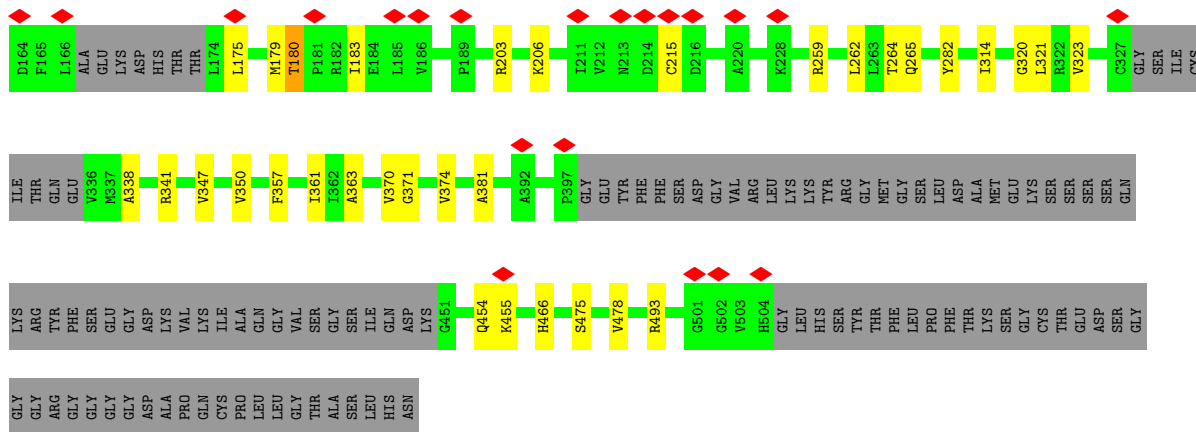 D164 F165 L166 ALA GLU LYS ASP HIS THR THR L174 L175 M179 T180 P181 R182 I183 E184 L185 V186 P189 R203 K206 I211 V212 N213 D214 C215 D216 A220 K228 R259 L262 L263 T264 Q265 Y282 I314 G320 L321 R322 V323 C327 GLY SER ILE CYS
ILE THR GLN GLU V336 M337 A338 R341 V347 V350 F357 I361 I362 A363 V370 G371 V374 A381 A392 P397 GLY GLU TYR PHE PHE SER ASP GLY VAL ARG LEU LYS LYS TYR ARG GLY MET GLY SER LEU ASP ALA MET GLU LYS SER SER SER SER GLN
LYS ARG TYR PHE SER GLU GLY ASP LYS VAL LYS ILE ALA GLN GLY VAL SER GLY SER ILE GLN ASP LYS G451 Q454 K455 H466 S475 V478 R493 G501 G502 V503 H504 GLY LEU HIS SER TYR THR PHE LEU PRO PHE THR LYS SER GLY CYS THR GLU ASP SER GLY
GLY GLY ARG GLY GLY GLY GLY ASP ALA PRO GLN CYS PRO LEU LEU GLY THR ALA SER LEU HIS ASN